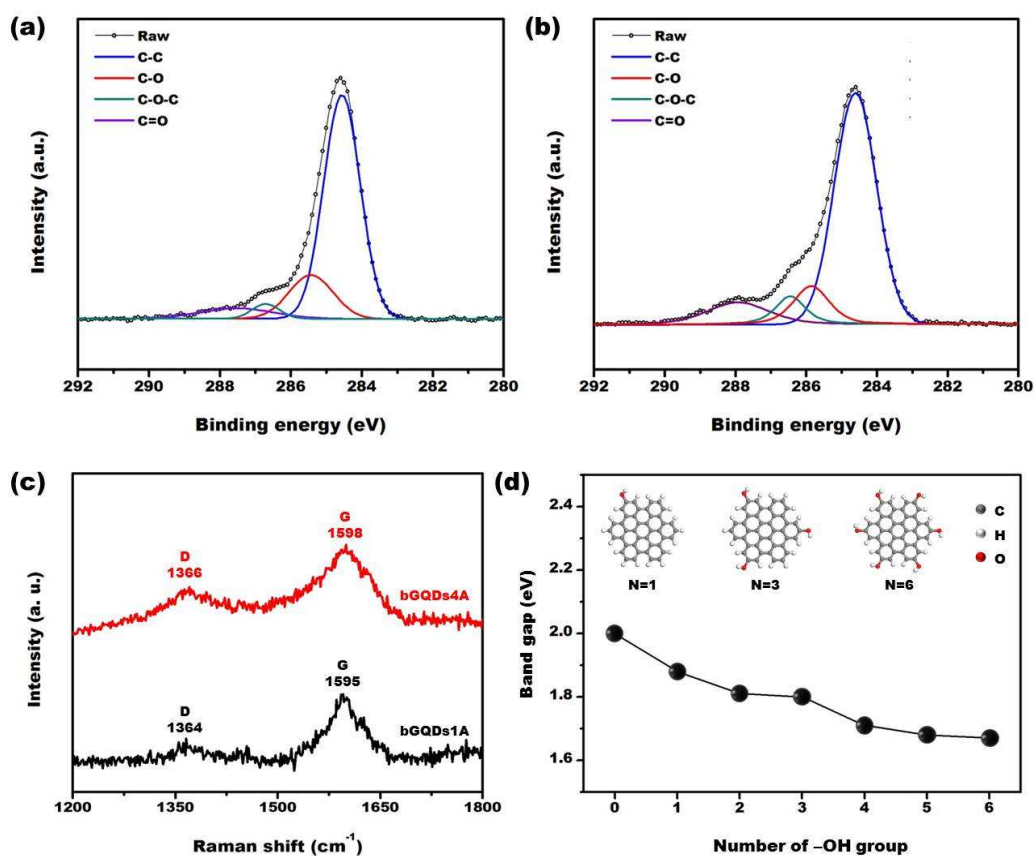 (a)
Raw
C-C
C-O
C-O-C
C=O
Intensity (a.u.)
292 290 288 286 284 282 280
Binding energy (eV)
(b)
Raw
C-C
C-O
C-O-C
C=O
Intensity (a.u.)
292 290 288 286 284 282 280
Binding energy (eV)
(c)
G
1598
D
1366
bGQDs4A
G
1595
D
1364
bGQDs1A
Intensity (a. u.)
1200 1350 1500 1650 1800
Raman shift (cm⁻¹)
(d)
2.4
2.2
2.0
1.8
1.6
Band gap (eV)
C
H
O
N=1 N=3 N=6
0 1 2 3 4 5 6
Number of –OH group